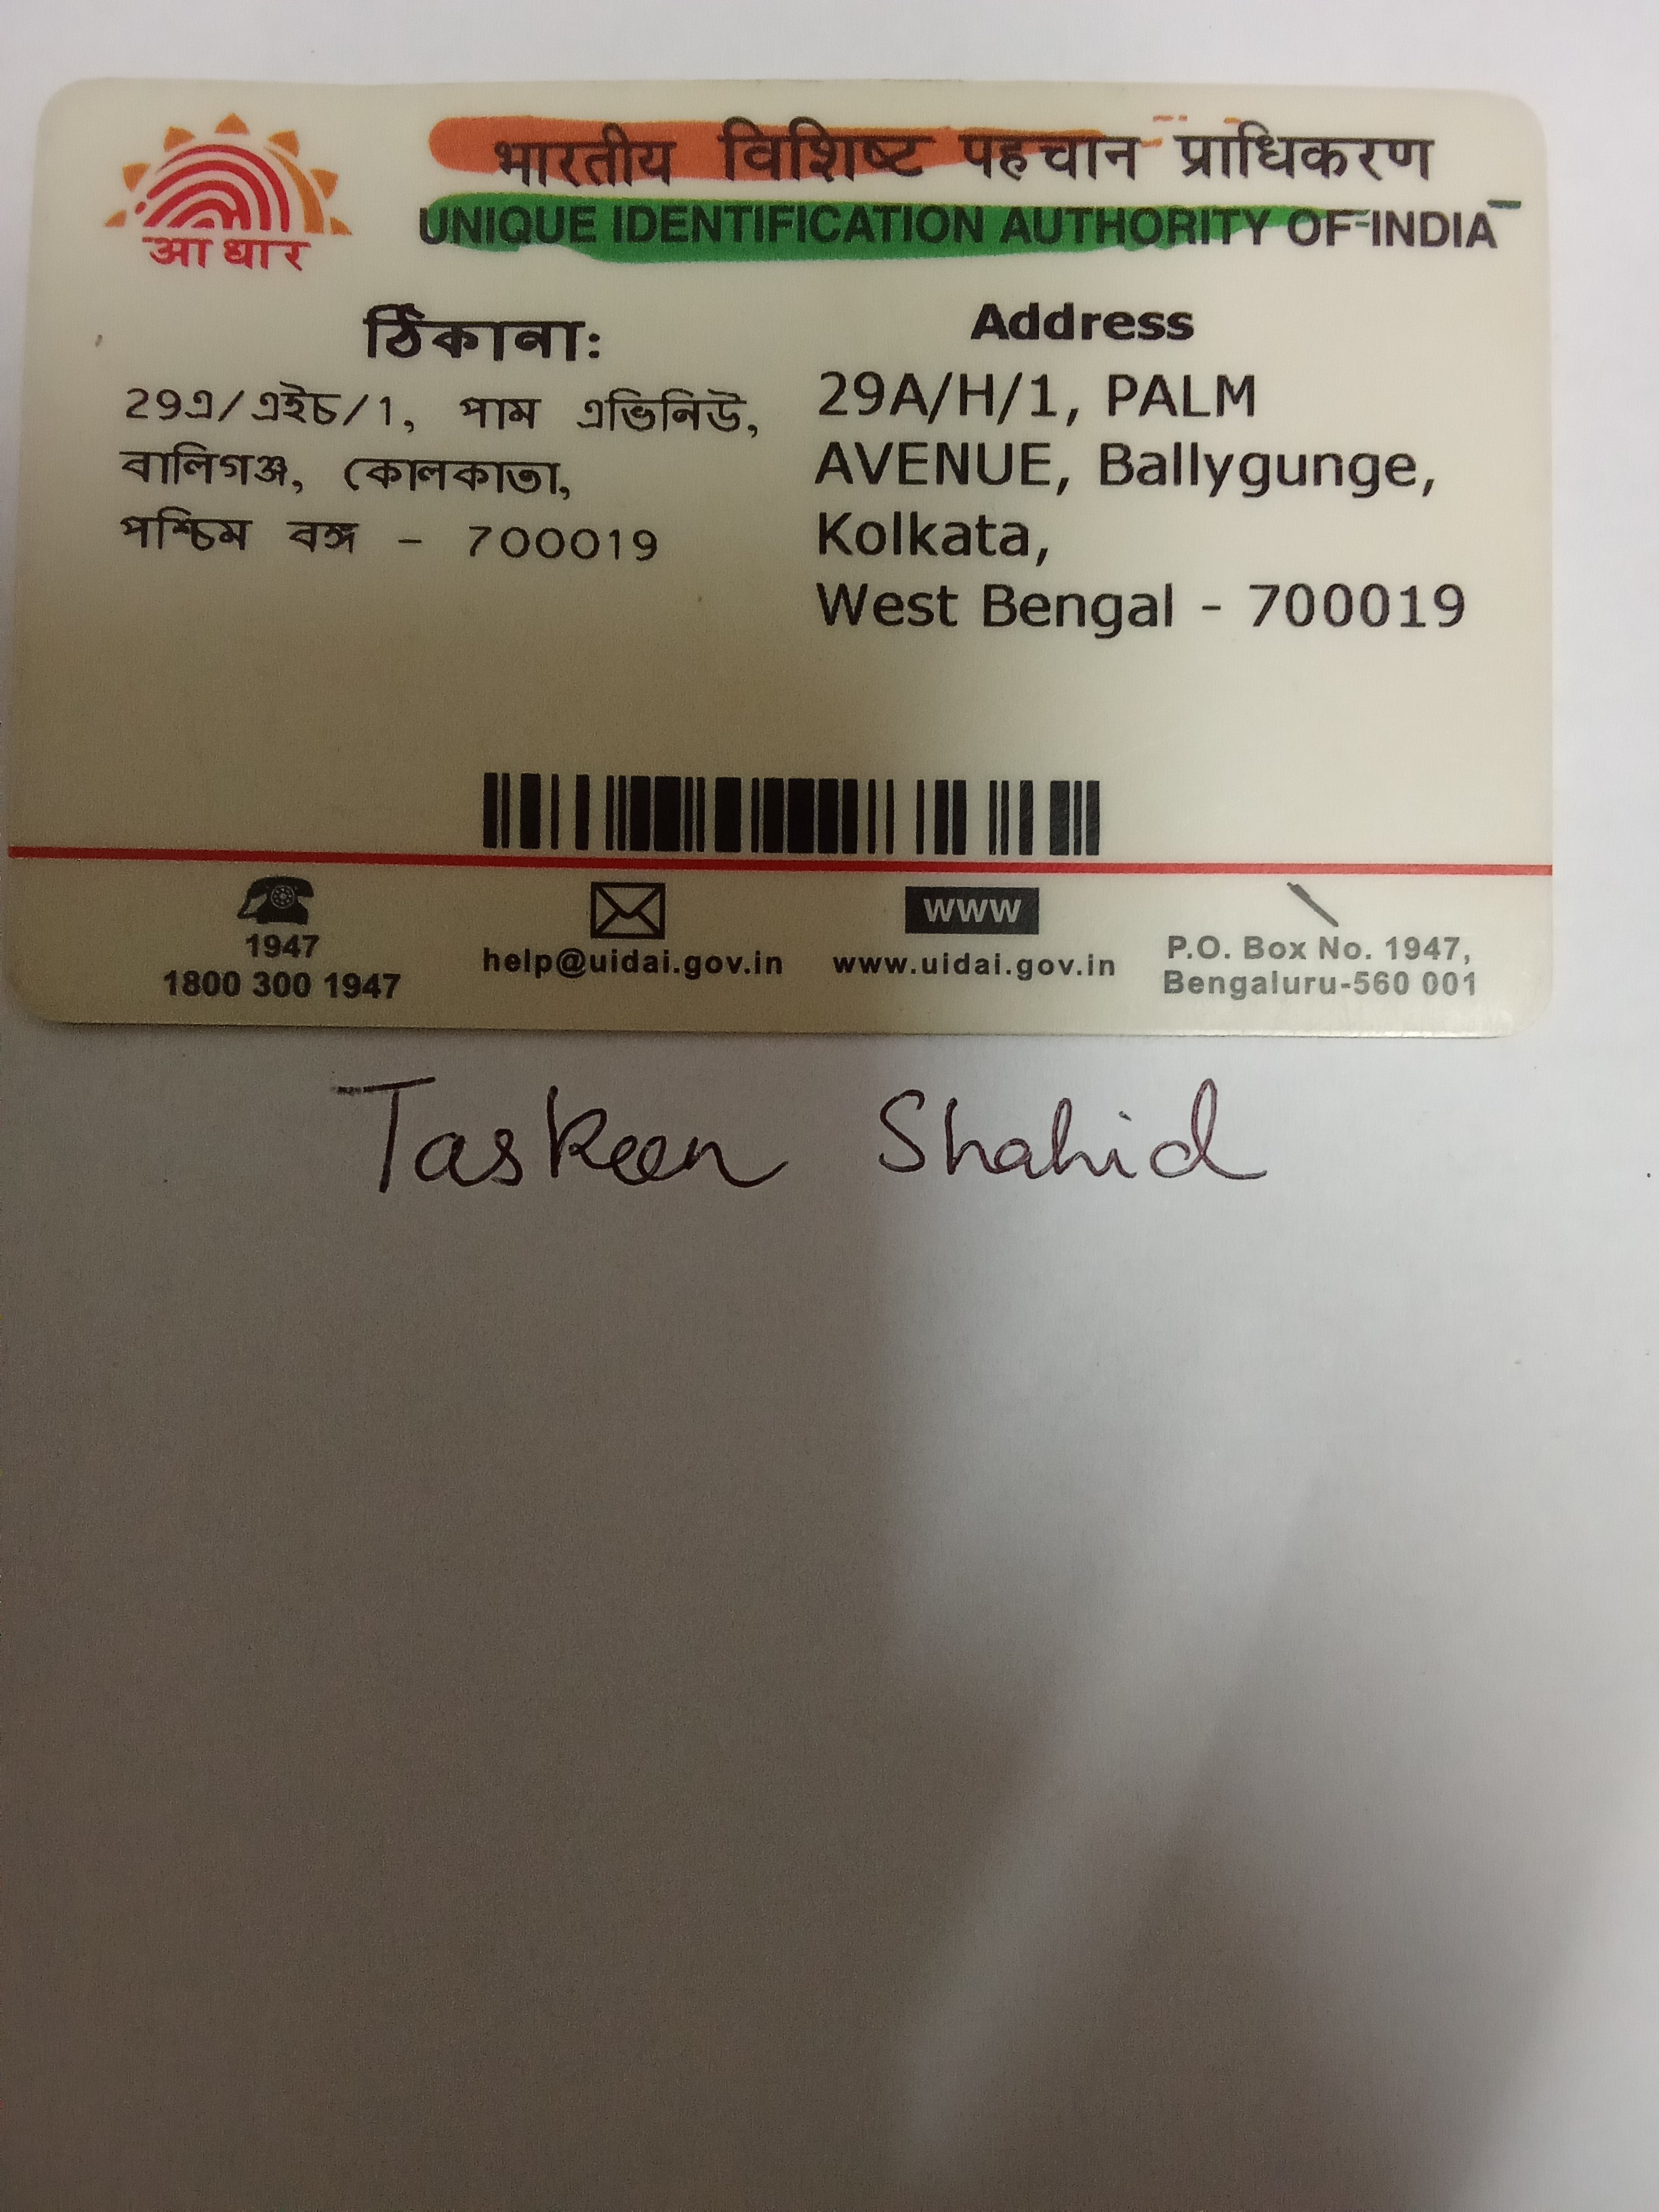 भारतीय विशिष्ट पहचान प्राधिकरण
UNIQUE IDENTIFICATION AUTHORITY OF INDIA
आधार
ঠিকানা:
29এ/এইচ/1, পাম এভিনিউ,
বালিগঞ্জ, কোলকাতা,
পশ্চিম বঙ্গ - 700019
Address
29A/H/1, PALM
AVENUE, Ballygunge,
Kolkata,
West Bengal - 700019
1947
1800 300 1947
help@uidai.gov.in
www
www.uidai.gov.in
P.O. Box No. 1947,
Bengaluru-560 001
Taskeen Shahid